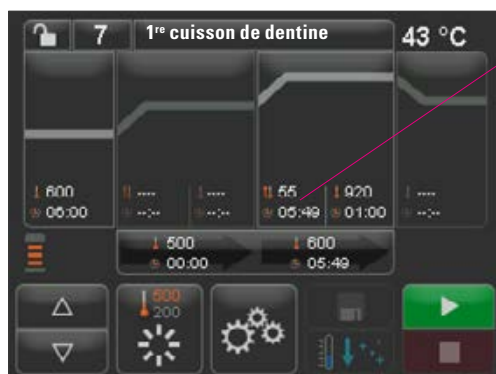 7 1re cuisson de dentine 43 °C
600 ---- ---- 55 920 ----
06:00 --:-- --:-- 05:49 01:00 --:--
500 600
00:00 05:49
500
200